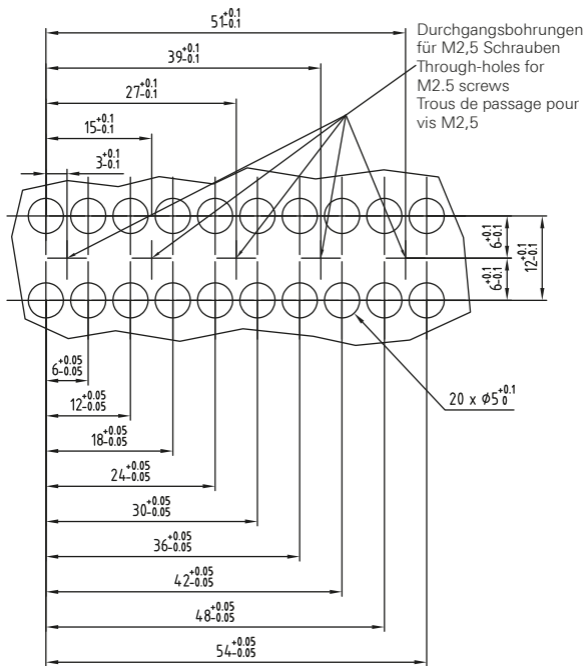 51+0.1 -0.1
Durchgangsbohrungen
für M2,5 Schrauben
Through-holes for
M2.5 screws
Trous de passage pour
vis M2,5
39+0.1 -0.1
27+0.1 -0.1
15+0.1 -0.1
3+0.1 -0.1
6+0.1 -0.1
12+0.1 -0.1
6+0.1 -0.1
6+0.05 -0.05
20 x Ø5+0.1 0
12+0.05 -0.05
18+0.05 -0.05
24+0.05 -0.05
30+0.05 -0.05
36+0.05 -0.05
42+0.05 -0.05
48+0.05 -0.05
54+0.05 -0.05